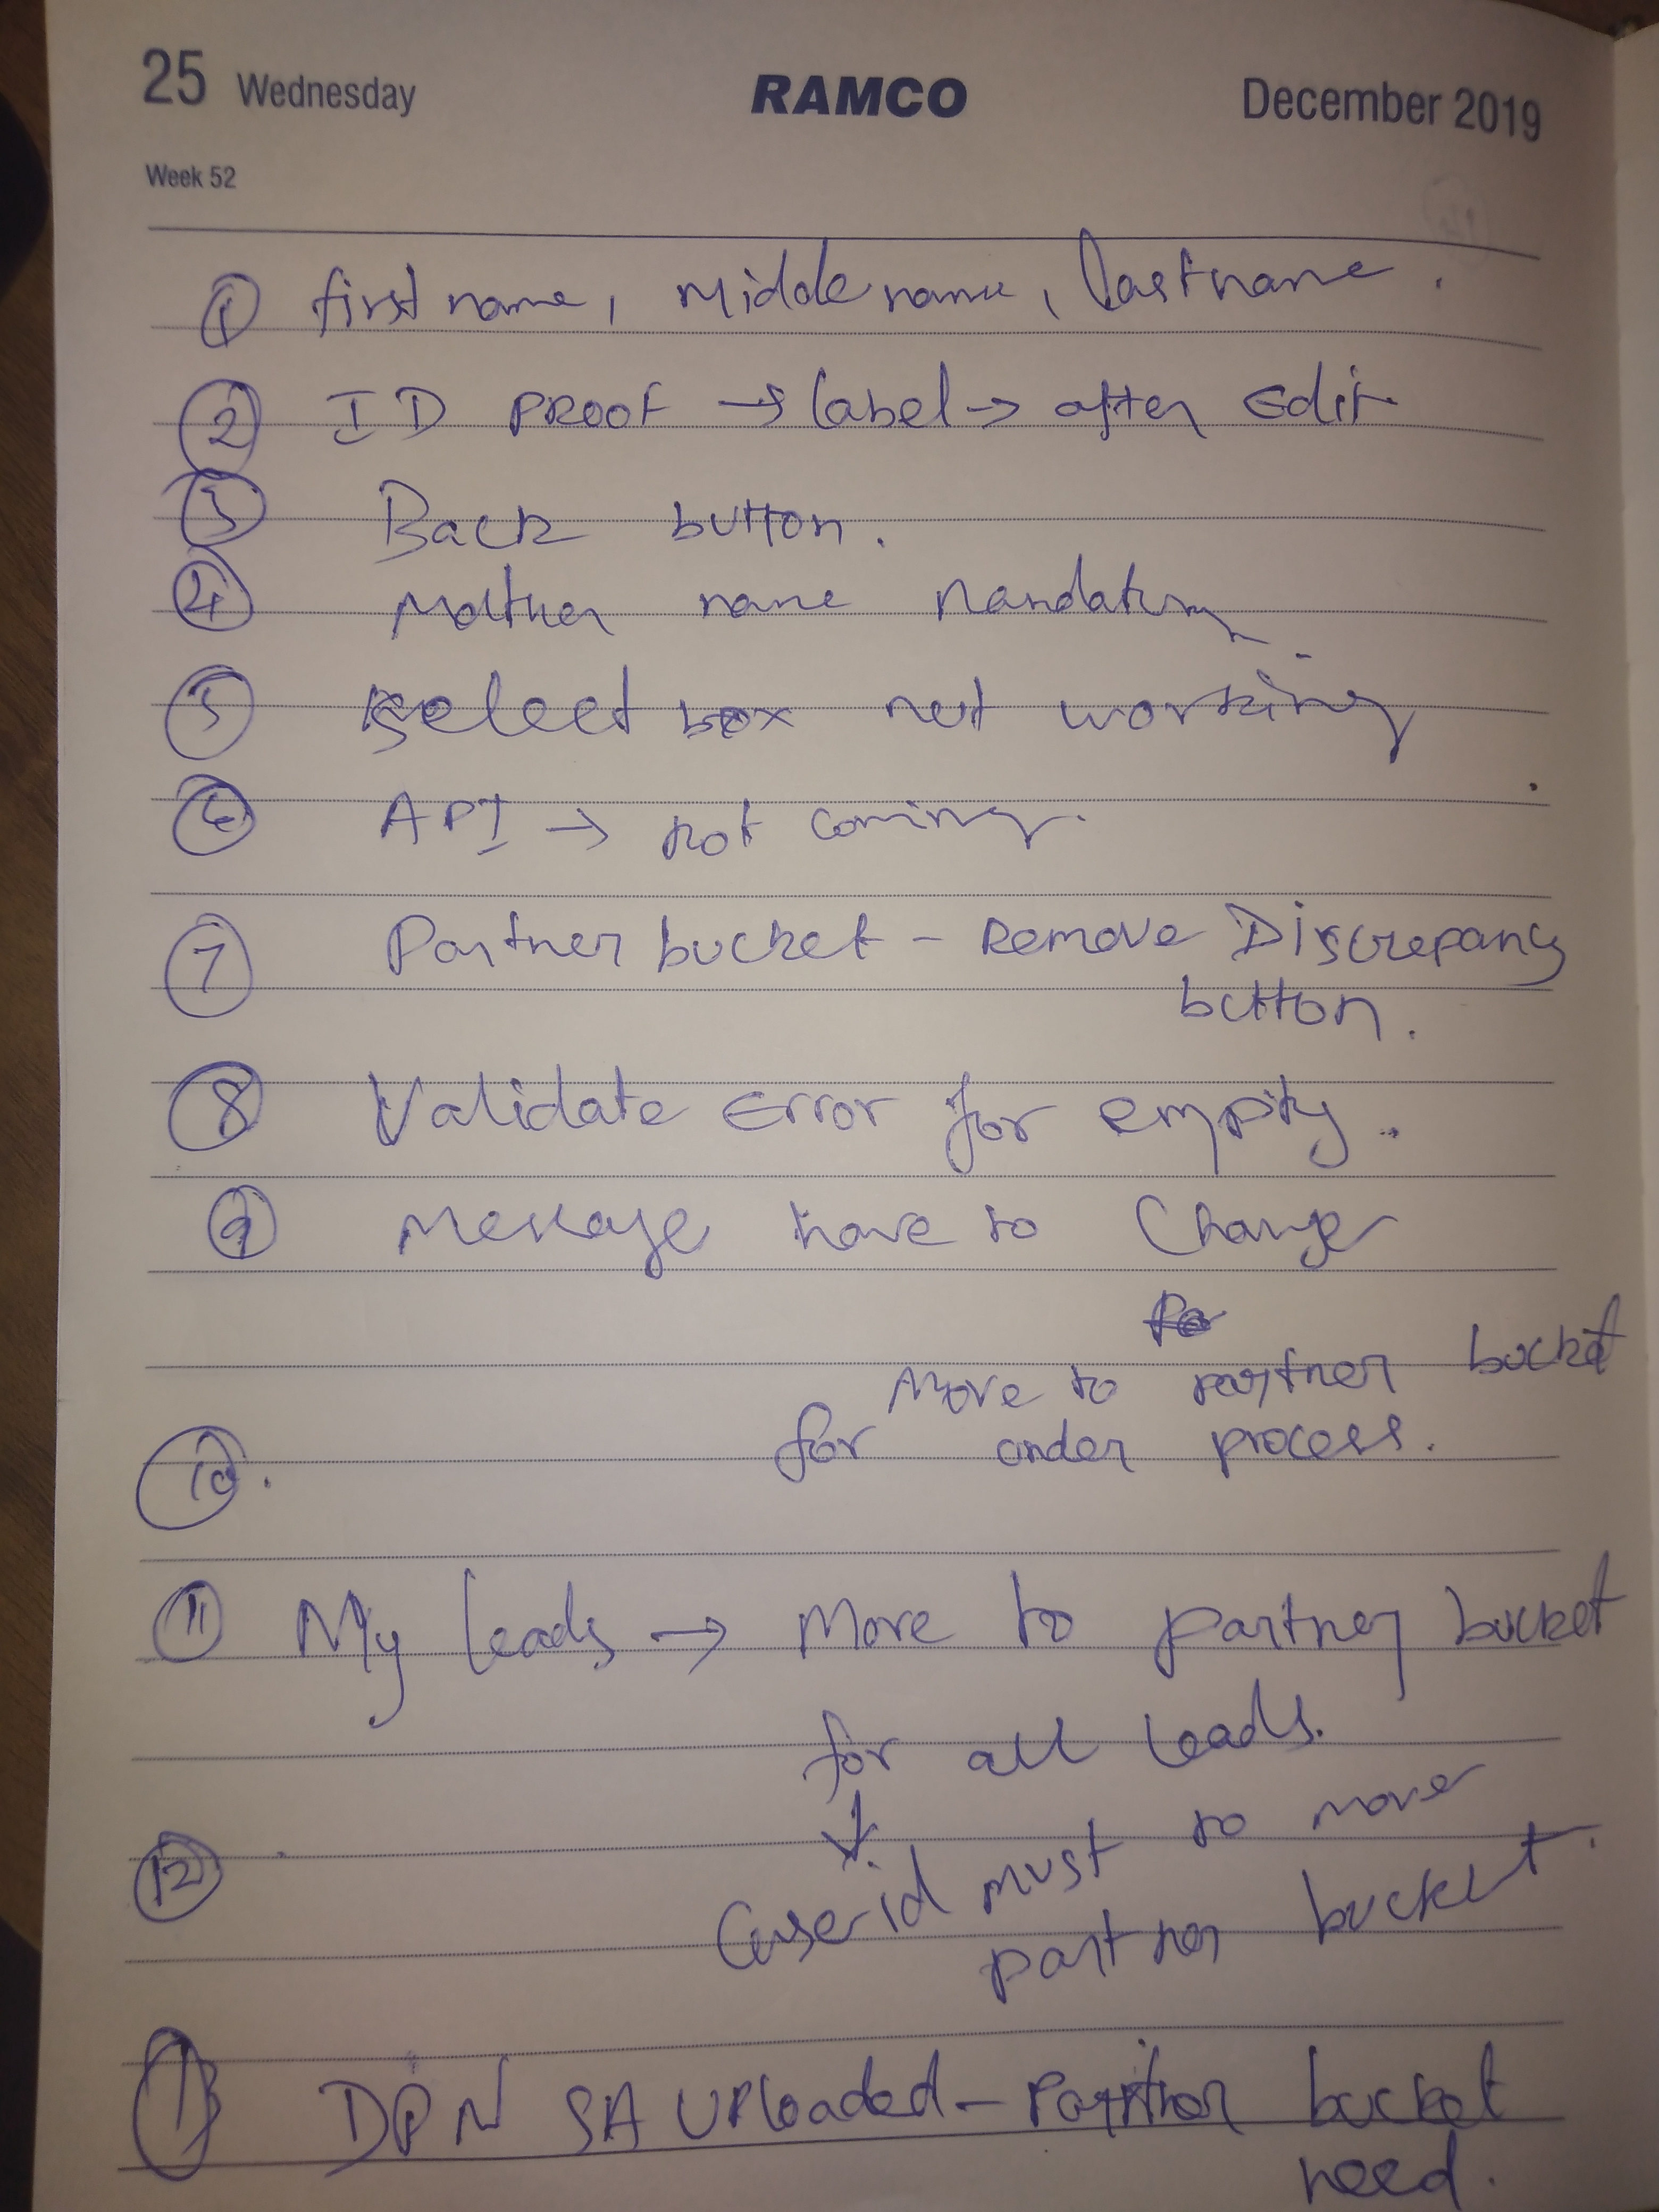 25 Wednesday RAMCO December 2019
Week 52
① first name, Middle name, last name.
② ID PROOF → label → after Edit
③ Back button.
④ Mother name Mandatory
⑤ select box not working
⑥ API → not coming.
⑦ Partner bucket - Remove Discrepancy
button.
⑧ Validate Error for empty.
⑨ Message have to Change
Move to partner bucket
for under process.
⑩.
⑪ My leads → Move to partner bucket
for all leads.
↓
⑫ Case id must to move
partner bucket.
DPN SA Uploaded - Partner bucket
need.